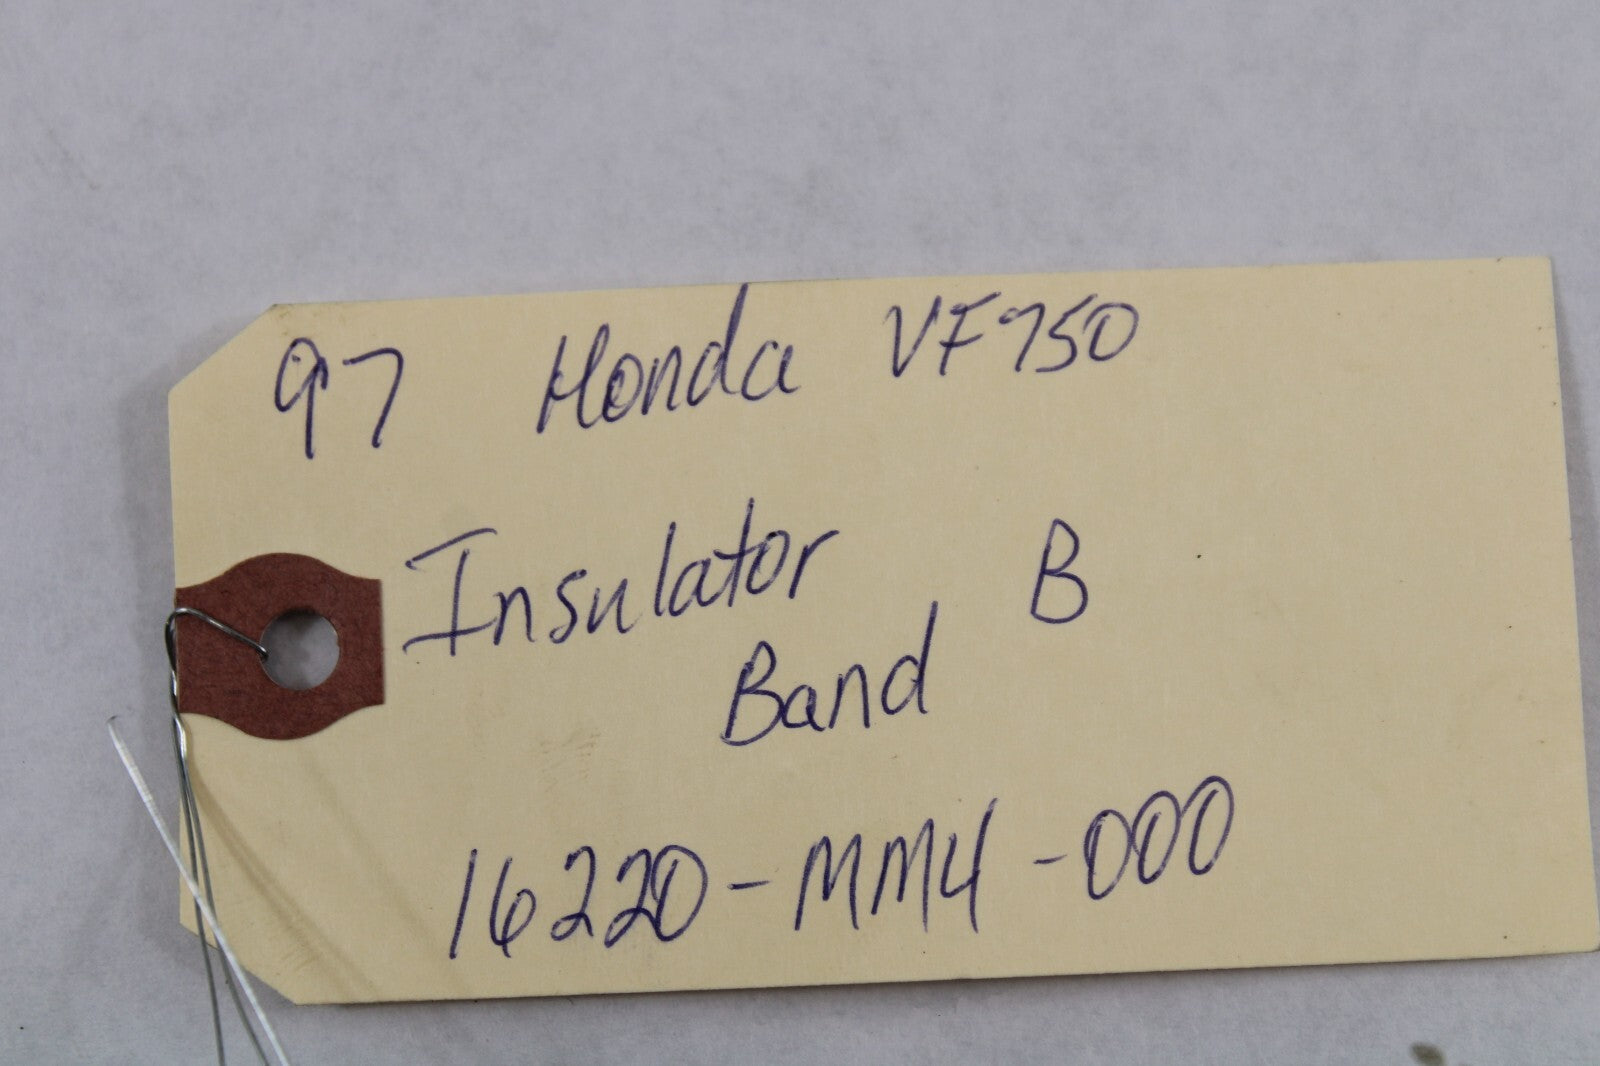 97 Honda VF750
Insulator B
Band
16220-MM4-000